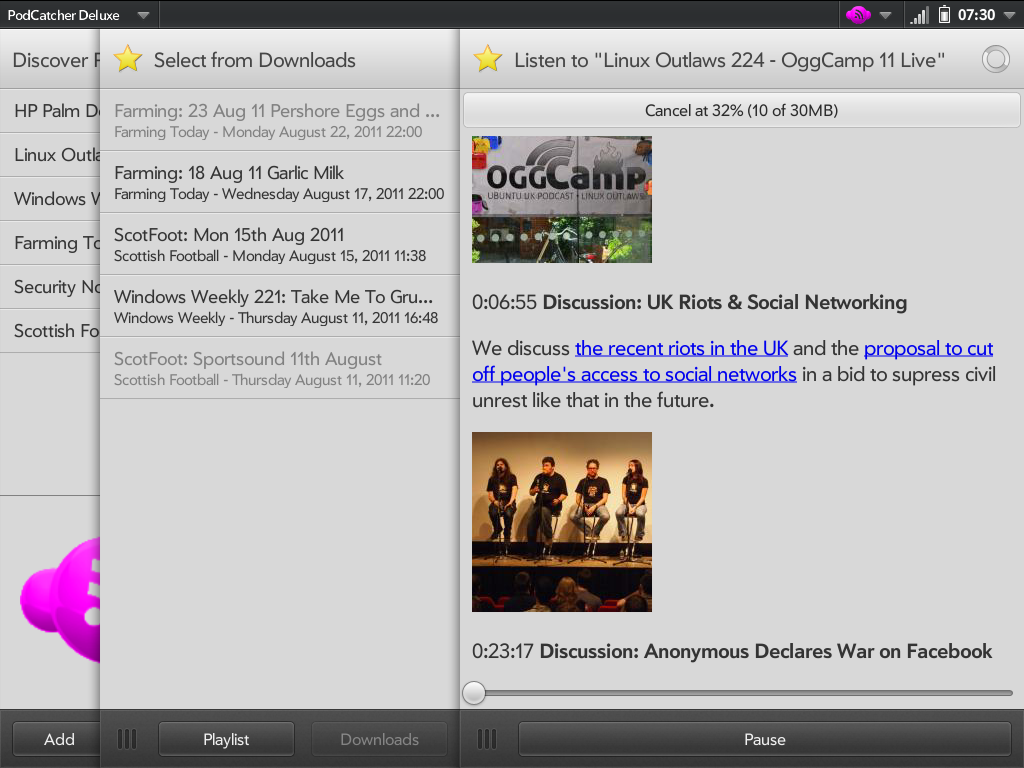 PodCatcher Deluxe
07:30
Discover F
HP Palm De
Linux Outla
Windows W
Farming To
Security No
Scottish Fo
Add
Select from Downloads
Farming: 23 Aug 11 Pershore Eggs and ...
Farming Today - Monday August 22, 2011 22:00
Farming: 18 Aug 11 Garlic Milk
Farming Today - Wednesday August 17, 2011 22:00
ScotFoot: Mon 15th Aug 2011
Scottish Football - Monday August 15, 2011 11:38
Windows Weekly 221: Take Me To Gru...
Windows Weekly - Thursday August 11, 2011 16:48
ScotFoot: Sportsound 11th August
Scottish Football - Thursday August 11, 2011 11:20
Playlist
Downloads
Listen to "Linux Outlaws 224 - OggCamp 11 Live"
Cancel at 32% (10 of 30MB)
OGGCamp
UBUNTU UK PODCAST • LINUX OUTLAWS
0:06:55 Discussion: UK Riots & Social Networking
We discuss the recent riots in the UK and the proposal to cut
off people's access to social networks in a bid to supress civil
unrest like that in the future.
0:23:17 Discussion: Anonymous Declares War on Facebook
Pause